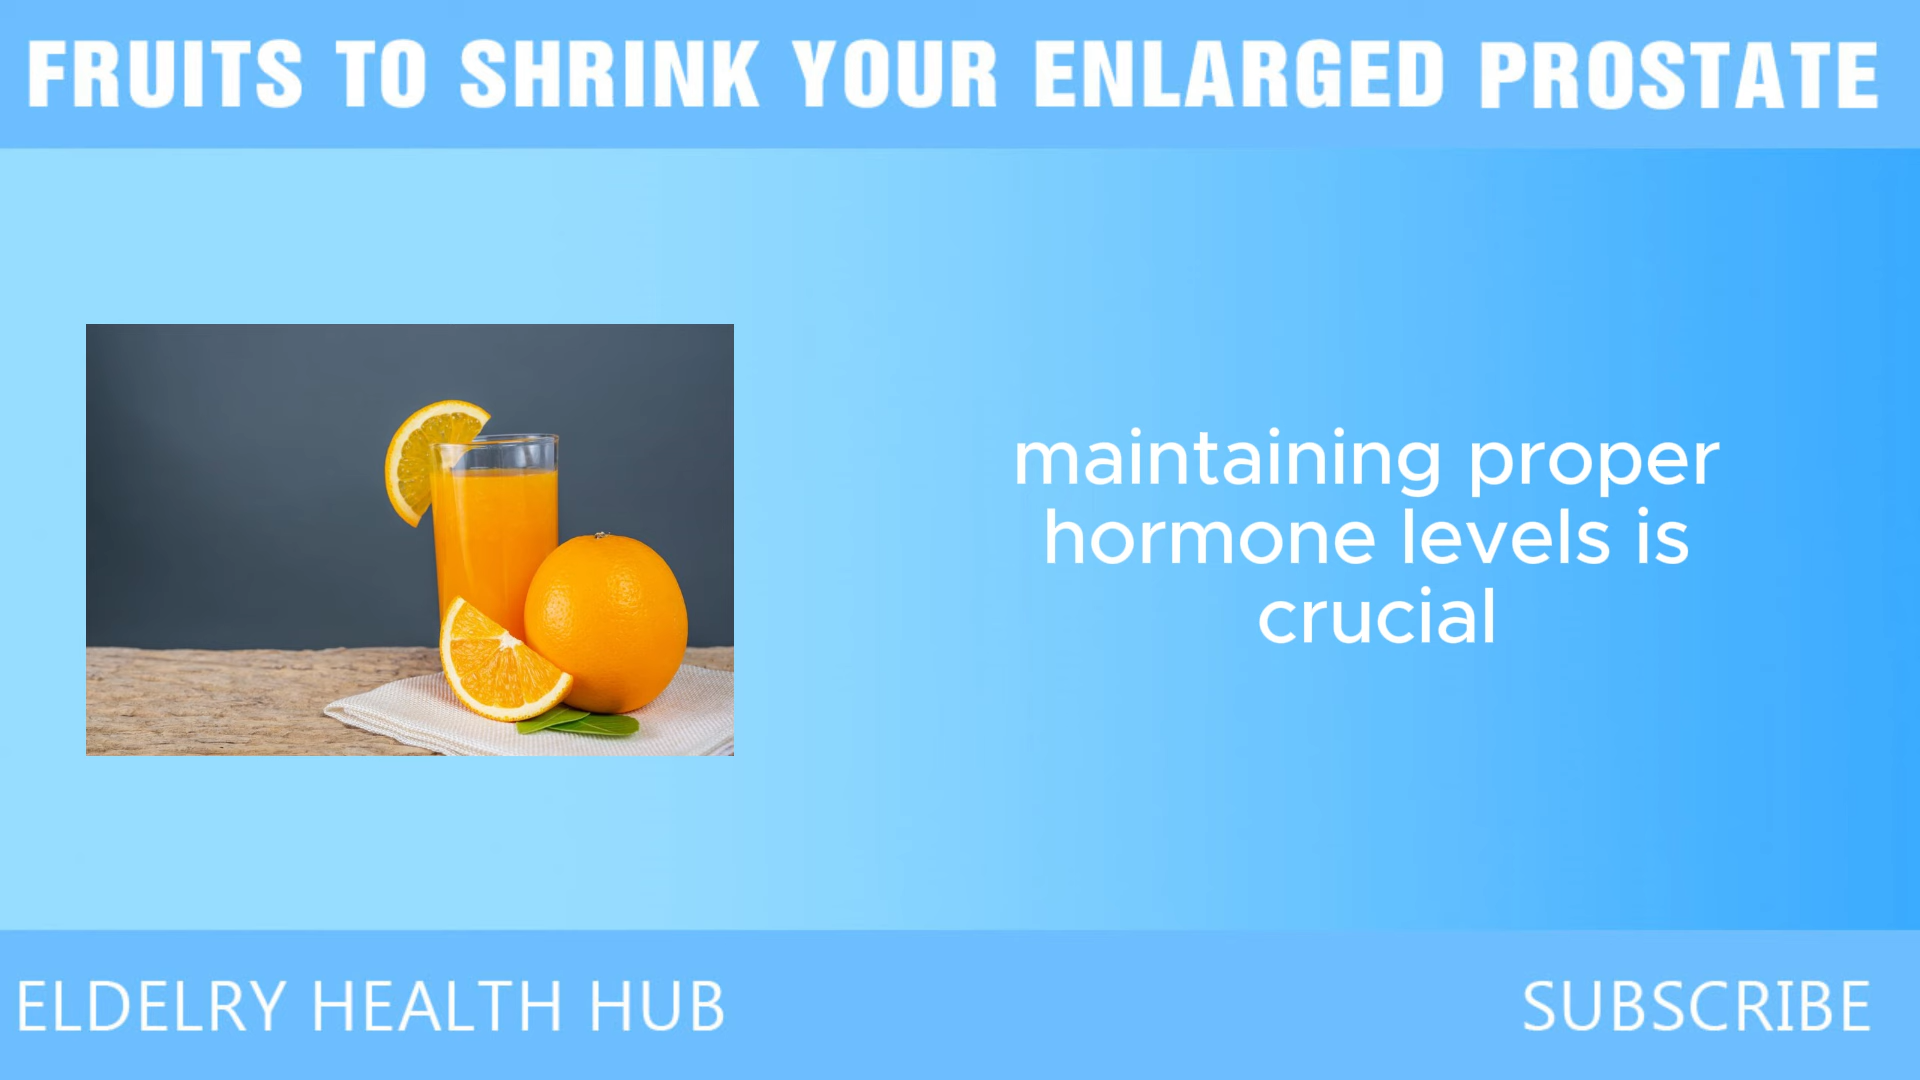 FRUITS TO SHRINK YOUR ENLARGED PROSTATE
maintaining proper
hormone levels is
crucial
ELDELRY HEALTH HUB
SUBSCRIBE